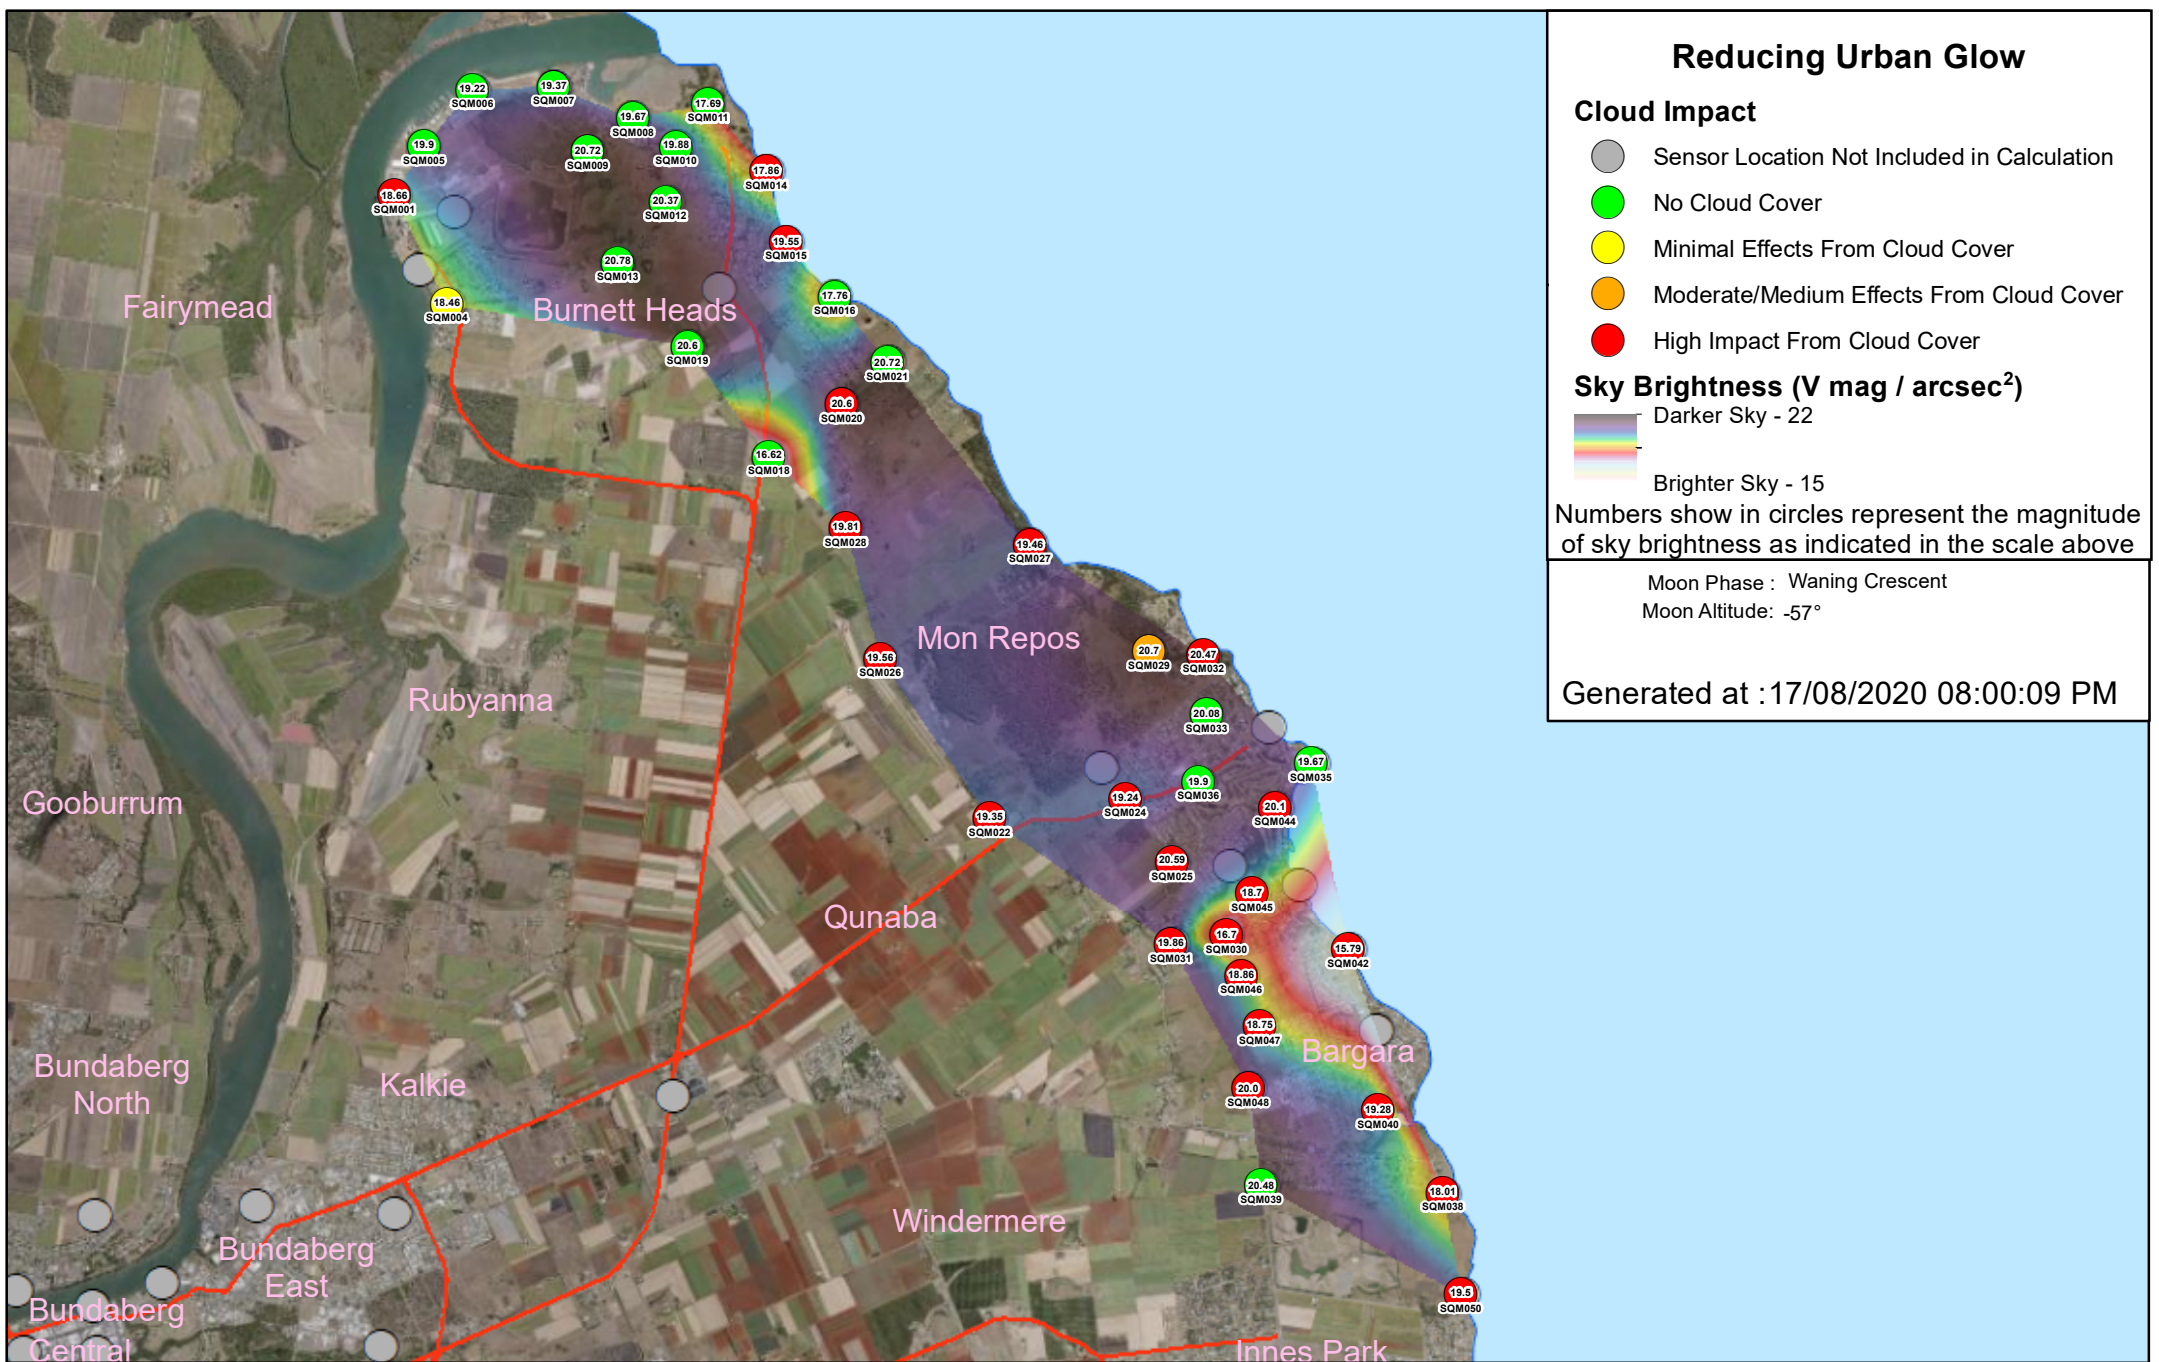 Reducing Urban Glow
Cloud Impact
Sensor Location Not Included in Calculation
No Cloud Cover
Minimal Effects From Cloud Cover
Moderate/Medium Effects From Cloud Cover
High Impact From Cloud Cover
Sky Brightness (V mag / arcsec²)
Darker Sky - 22
Brighter Sky - 15
Numbers show in circles represent the magnitude
of sky brightness as indicated in the scale above
Moon Phase : Waning Crescent
Moon Altitude: -57°
Generated at :17/08/2020 08:00:09 PM
19.22
SQM006
19.37
SQM007
19.67
SQM008
17.69
SQM011
19.9
SQM005
20.72
SQM009
19.88
SQM010
17.86
SQM014
18.66
SQM001
20.37
SQM012
19.55
SQM015
20.78
SQM013
18.46
SQM004
17.76
SQM016
Fairymead
Burnett Heads
20.6
SQM019
20.72
SQM021
20.6
SQM020
16.62
SQM018
19.81
SQM028
19.46
SQM027
Mon Repos
19.56
SQM026
20.7
SQM029
20.47
SQM032
Rubyanna
20.08
SQM033
19.67
SQM035
19.9
SQM036
Gooburrum
19.24
SQM024
20.1
SQM044
19.35
SQM022
20.59
SQM025
18.7
SQM045
Qunaba
19.86
SQM031
16.7
SQM030
15.79
SQM042
18.86
SQM046
18.75
SQM047
Bargara
Bundaberg
North
Kalkie
20.0
SQM048
19.28
SQM040
20.48
SQM039
18.01
SQM038
Windermere
Bundaberg
East
19.5
SQM050
Bundaberg
Central
Innes Park